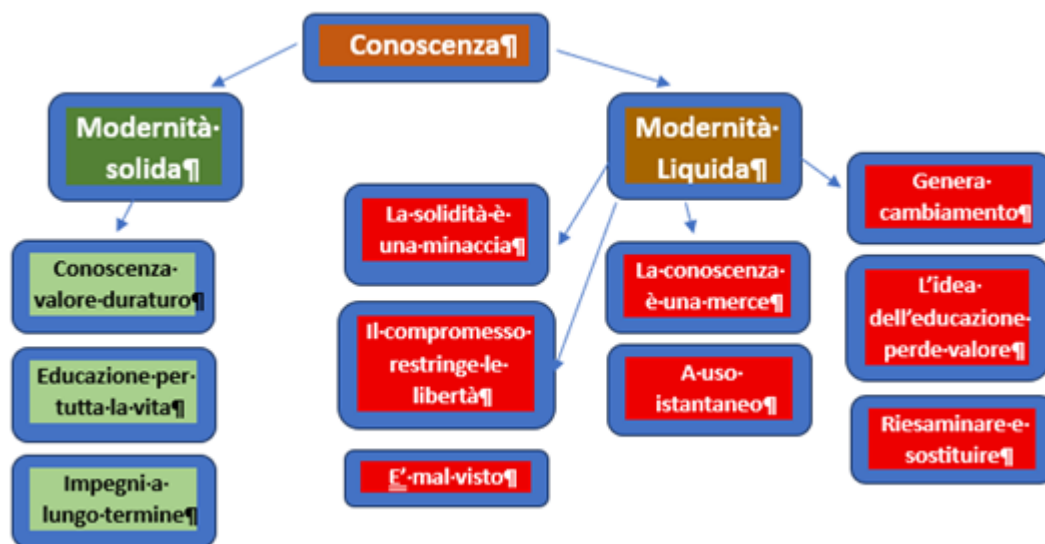 Conoscenza¶
Modernità·
solida¶
Conoscenza·
valore·duraturo¶
Educazione·per·
tutta·la·vita¶
Impegni·a·
lungo·termine¶
Modernità·
Liquida¶
La·solidità·è·
una·minaccia¶
Il·compromesso·
restringe·le·
libertà¶
E'·mal·visto¶
La·conoscenza·
è·una·merce¶
A·uso·
istantaneo¶
Genera·
cambiamento¶
L'idea·
dell'educazione·
perde·valore¶
Riesaminare·e·
sostituire¶